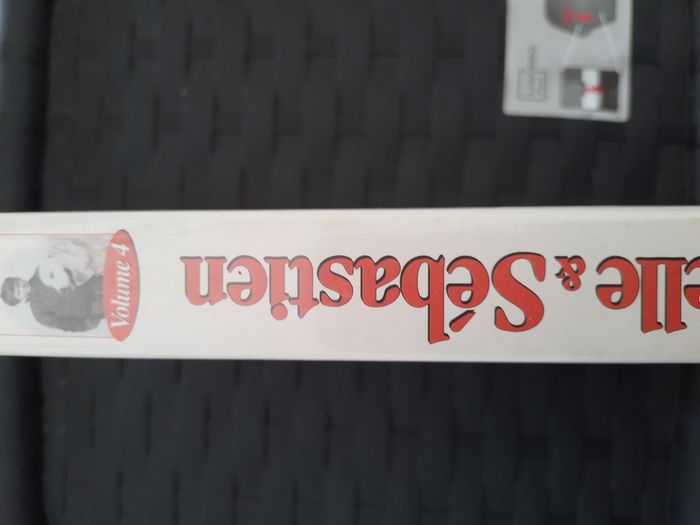 elle & Sébastien
Volume 4